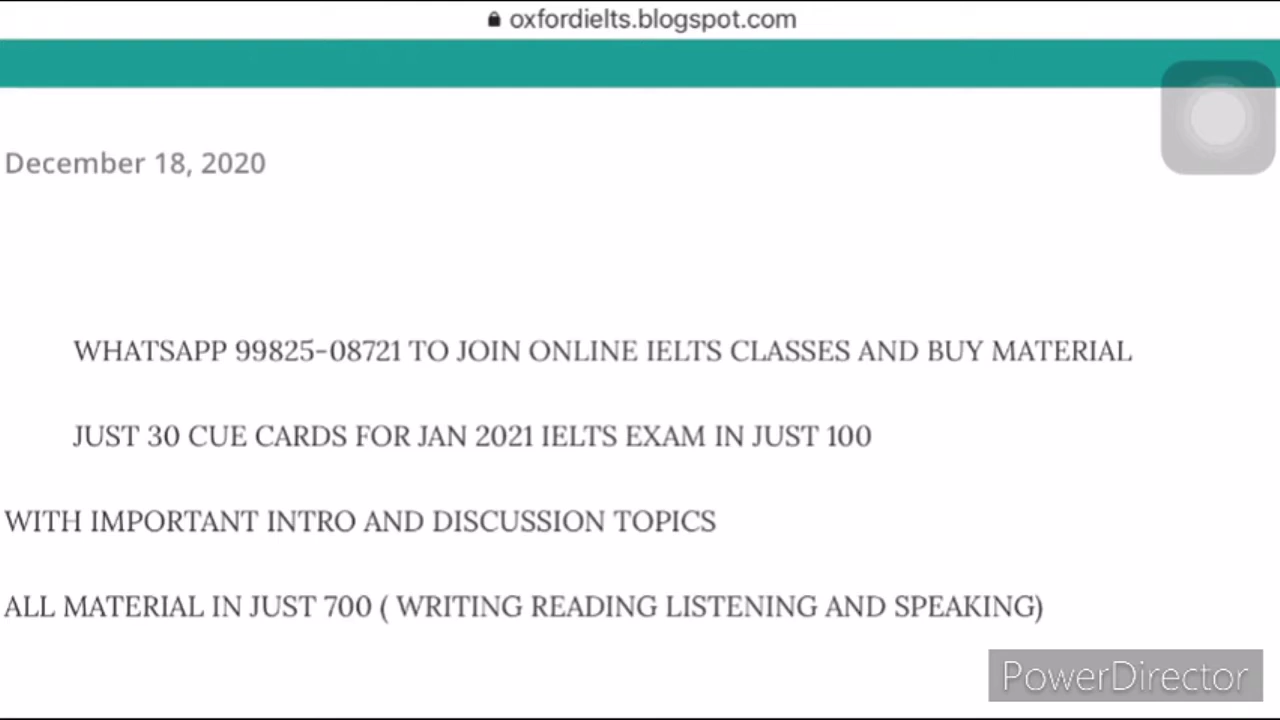 oxfordielts.blogspot.com
December 18, 2020
WHATSAPP 99825-08721 TO JOIN ONLINE IELTS CLASSES AND BUY MATERIAL
JUST 30 CUE CARDS FOR JAN 2021 IELTS EXAM IN JUST 100
WITH IMPORTANT INTRO AND DISCUSSION TOPICS
ALL MATERIAL IN JUST 700 ( WRITING READING LISTENING AND SPEAKING)
PowerDirector